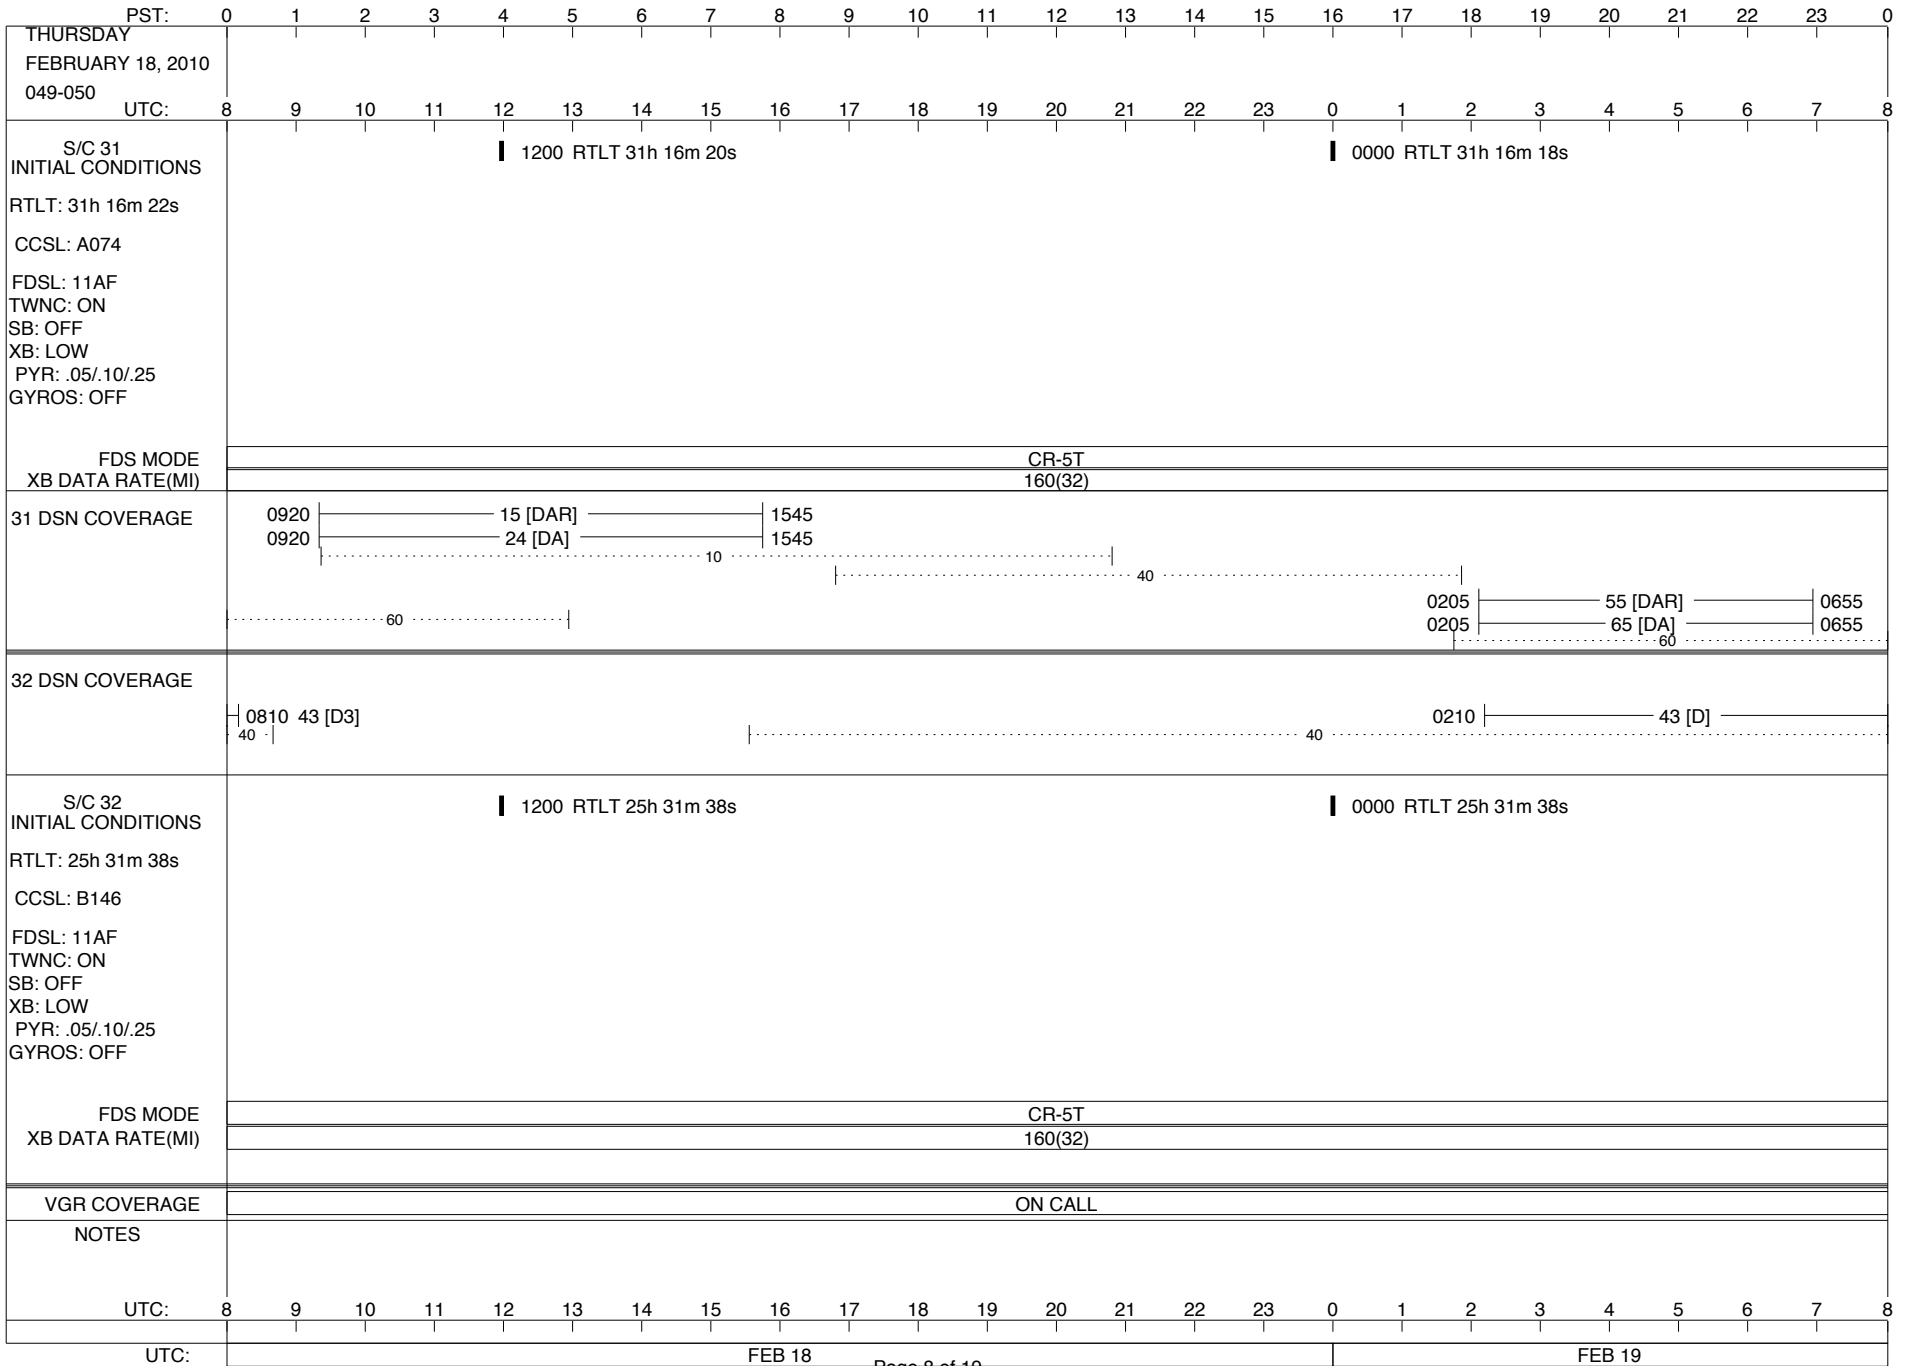 PST: 0 1 2 3 4 5 6 7 8 9 10 11 12 13 14 15 16 17 18 19 20 21 22 23 0
THURSDAY
FEBRUARY 18, 2010
049-050
UTC: 8 9 10 11 12 13 14 15 16 17 18 19 20 21 22 23 0 1 2 3 4 5 6 7 8
S/C 31
INITIAL CONDITIONS
1200 RTLT 31h 16m 20s
0000 RTLT 31h 16m 18s
RTLT: 31h 16m 22s
CCSL: A074
FDSL: 11AF
TWNC: ON
SB: OFF
XB: LOW
PYR: .05/.10/.25
GYROS: OFF
FDS MODE CR-5T
XB DATA RATE(MI) 160(32)
31 DSN COVERAGE
0920 15 [DAR] 1545
0920 24 [DA] 1545
10
40
0205 55 [DAR] 0655
60
0205 65 [DA] 0655
60
32 DSN COVERAGE
0810 43 [D3]
0210 43 [D]
40
40
S/C 32
INITIAL CONDITIONS
1200 RTLT 25h 31m 38s
0000 RTLT 25h 31m 38s
RTLT: 25h 31m 38s
CCSL: B146
FDSL: 11AF
TWNC: ON
SB: OFF
XB: LOW
PYR: .05/.10/.25
GYROS: OFF
FDS MODE CR-5T
XB DATA RATE(MI) 160(32)
VGR COVERAGE ON CALL
NOTES
UTC: 8 9 10 11 12 13 14 15 16 17 18 19 20 21 22 23 0 1 2 3 4 5 6 7 8
UTC: FEB 18 FEB 19
Page 8 of